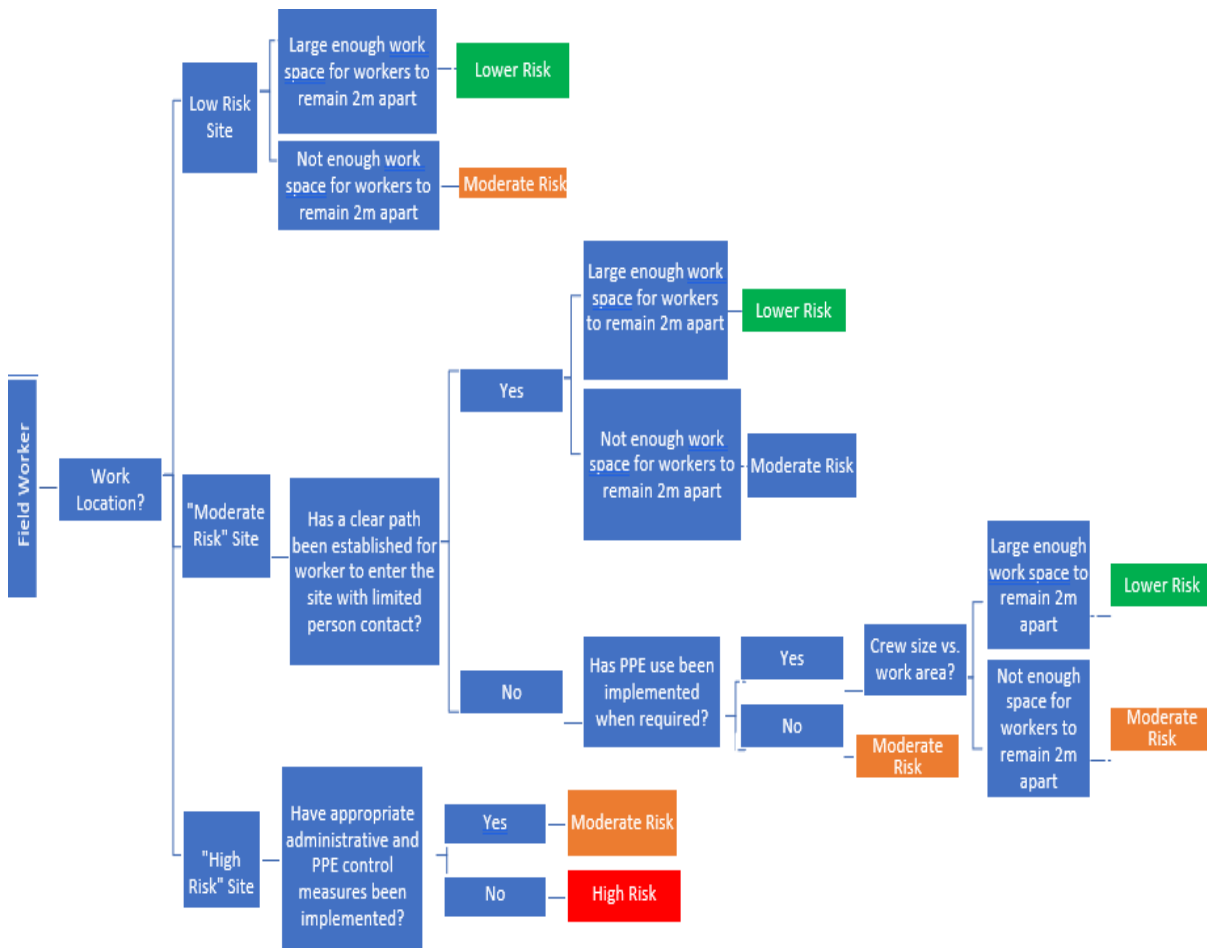 Field Worker
Work
Location?
Low Risk
Site
Large enough work
space for workers to
remain 2m apart
Lower Risk
Not enough work
space for workers to
remain 2m apart
Moderate Risk
"Moderate
Risk" Site
Has a clear path
been established for
worker to enter the
site with limited
person contact?
Yes
Large enough work
space for workers
to remain 2m apart
Lower Risk
Not enough work
space for workers to
remain 2m apart
Moderate Risk
No
Has PPE use been
implemented
when required?
Yes
Crew size vs.
work area?
Large enough
work space to
remain 2m
apart
Lower Risk
Not enough
space for
workers to
remain 2m
apart
Moderate
Risk
No
Moderate
Risk
"High
Risk" Site
Have appropriate
administrative and
PPE control
measures been
implemented?
Yes
Moderate Risk
No
High Risk